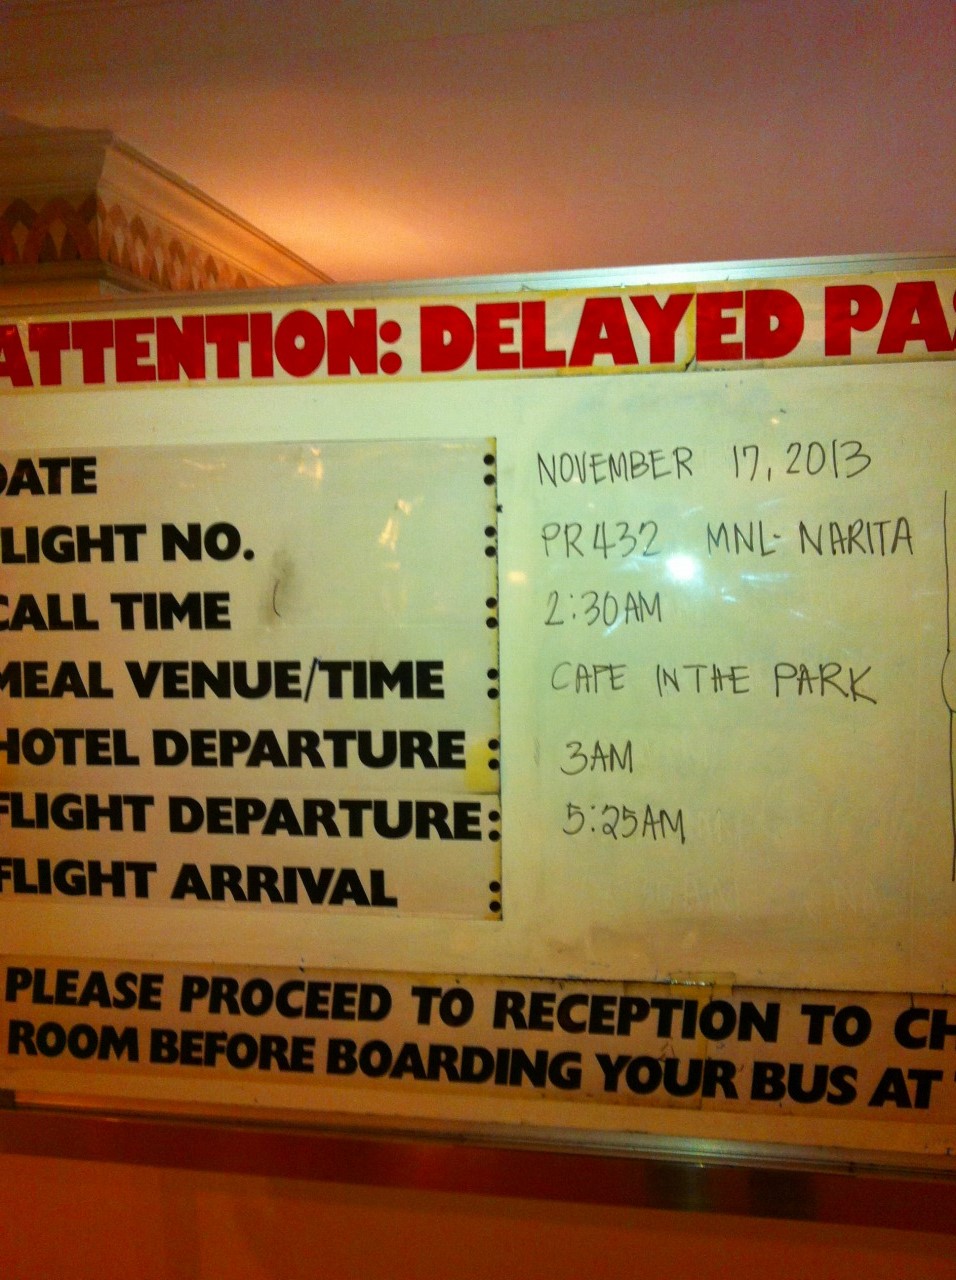 ATTENTION: DELAYED PAS
DATE : NOVEMBER 17, 2013
LIGHT NO. : PR432 MNL- NARITA
CALL TIME : 2:30AM
MEAL VENUE/TIME : CAFE IN THE PARK
HOTEL DEPARTURE : 3AM
FLIGHT DEPARTURE: 5:25AM
FLIGHT ARRIVAL :
PLEASE PROCEED TO RECEPTION TO CH
ROOM BEFORE BOARDING YOUR BUS AT